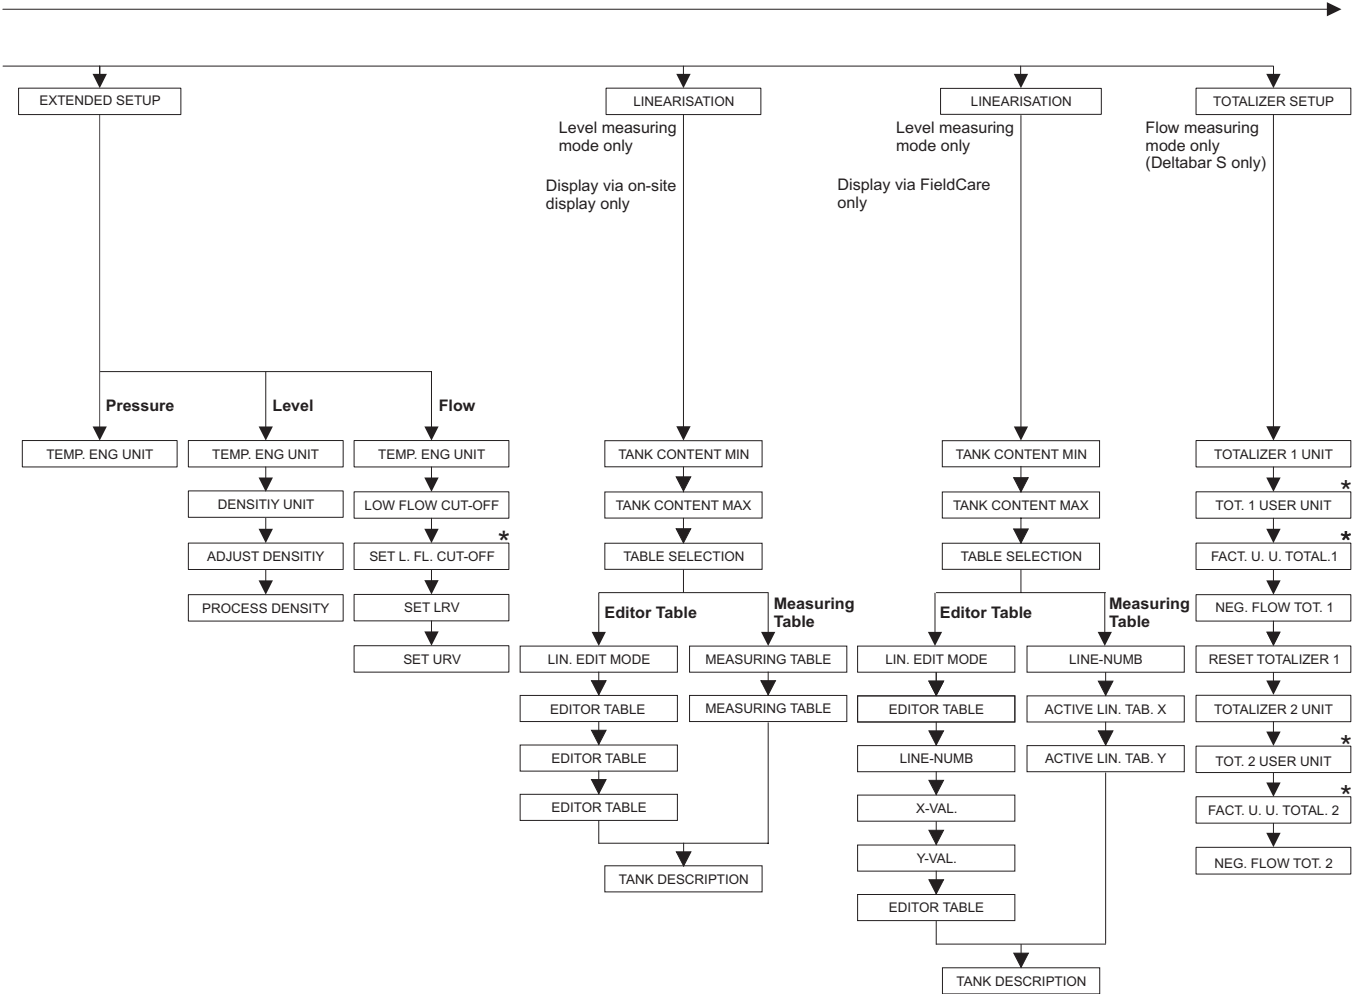 EXTENDED SETUP
LINEARISATION
LINEARISATION
TOTALIZER SETUP
Level measuring
mode only
Display via on-site
display only
Level measuring
mode only
Display via FieldCare
only
Flow measuring
mode only
(Deltabar S only)
Pressure
Level
Flow
TEMP. ENG UNIT
TEMP. ENG UNIT
DENSITIY UNIT
ADJUST DENSITIY
PROCESS DENSITY
TEMP. ENG UNIT
LOW FLOW CUT-OFF
*
SET L. FL. CUT-OFF
SET LRV
SET URV
TANK CONTENT MIN
TANK CONTENT MAX
TABLE SELECTION
Editor Table
Measuring
Table
LIN. EDIT MODE
EDITOR TABLE
EDITOR TABLE
EDITOR TABLE
MEASURING TABLE
MEASURING TABLE
TANK DESCRIPTION
TANK CONTENT MIN
TANK CONTENT MAX
TABLE SELECTION
Editor Table
Measuring
Table
LIN. EDIT MODE
EDITOR TABLE
LINE-NUMB
X-VAL.
Y-VAL.
EDITOR TABLE
LINE-NUMB
ACTIVE LIN. TAB. X
ACTIVE LIN. TAB. Y
TANK DESCRIPTION
TOTALIZER 1 UNIT
*
TOT. 1 USER UNIT
*
FACT. U. U. TOTAL.1
NEG. FLOW TOT. 1
RESET TOTALIZER 1
TOTALIZER 2 UNIT
*
TOT. 2 USER UNIT
*
FACT. U. U. TOTAL. 2
NEG. FLOW TOT. 2